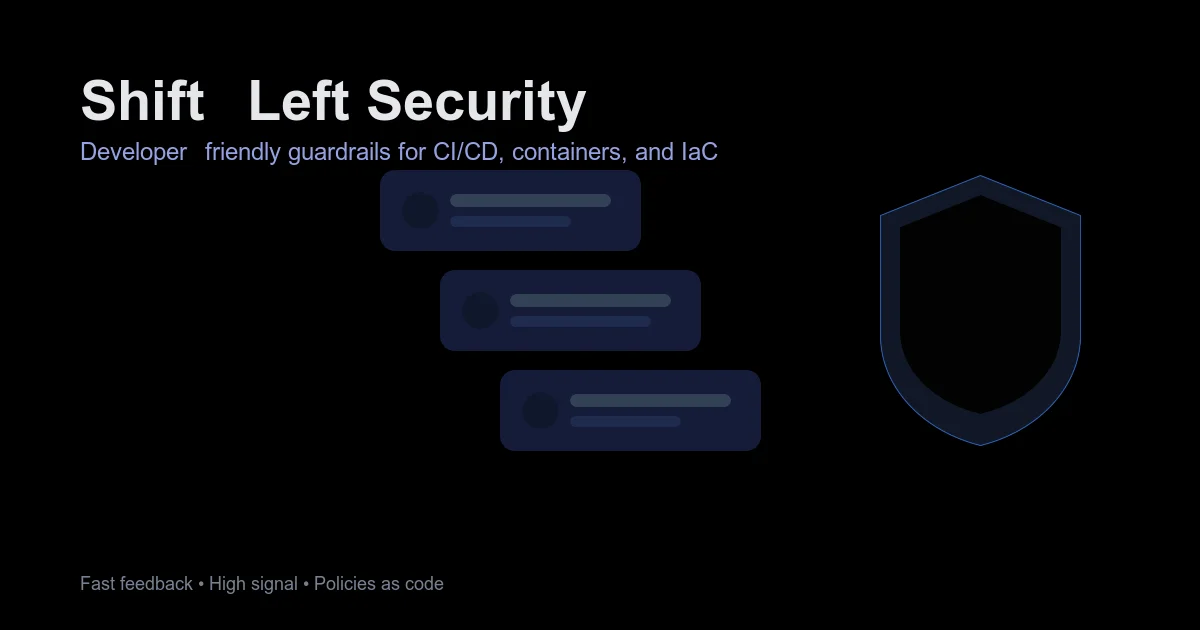 Shift Left Security
Developer friendly guardrails for CI/CD, containers, and IaC
Fast feedback • High signal • Policies as code